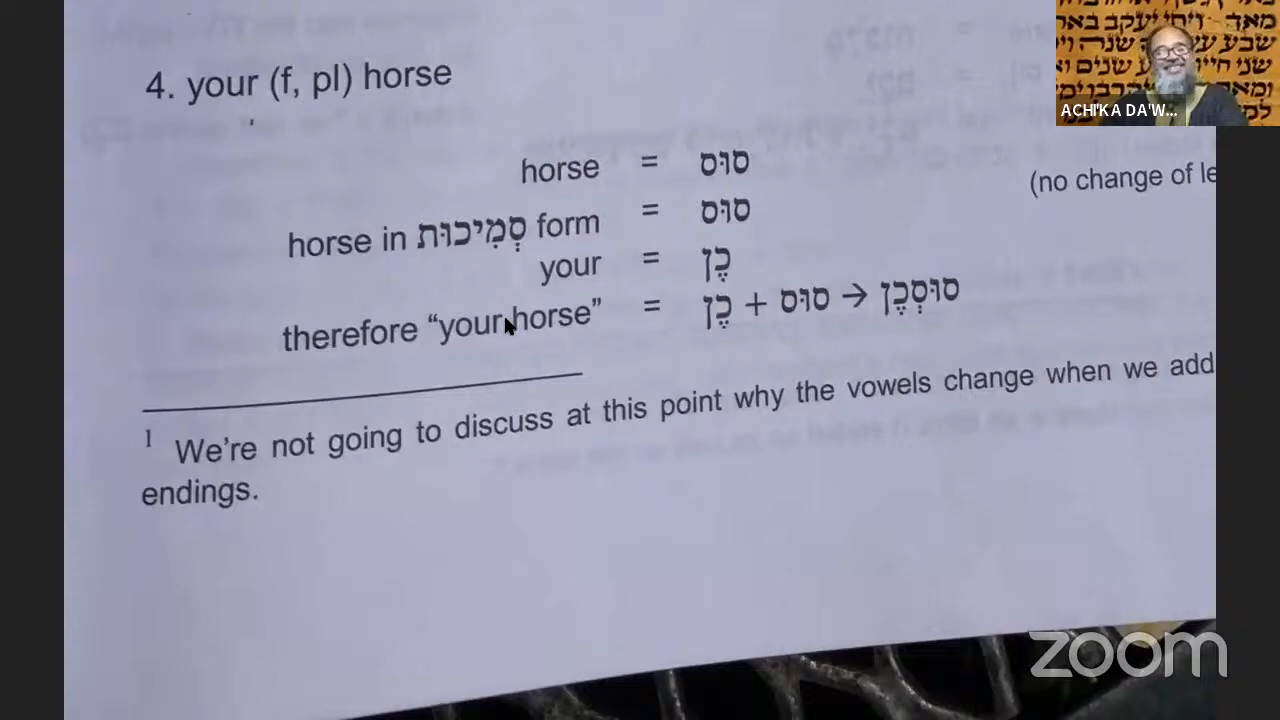 4. your (f, pl) horse
horse = סוּס
(no change of le
horse in סְמִיכוּת form = סוּס
your = כֶן
therefore “your horse” = כֶן + סוּס → סוּסְכֶן
1 We’re not going to discuss at this point why the vowels change when we add
endings.
ACHI'KA DA'W...
zoom